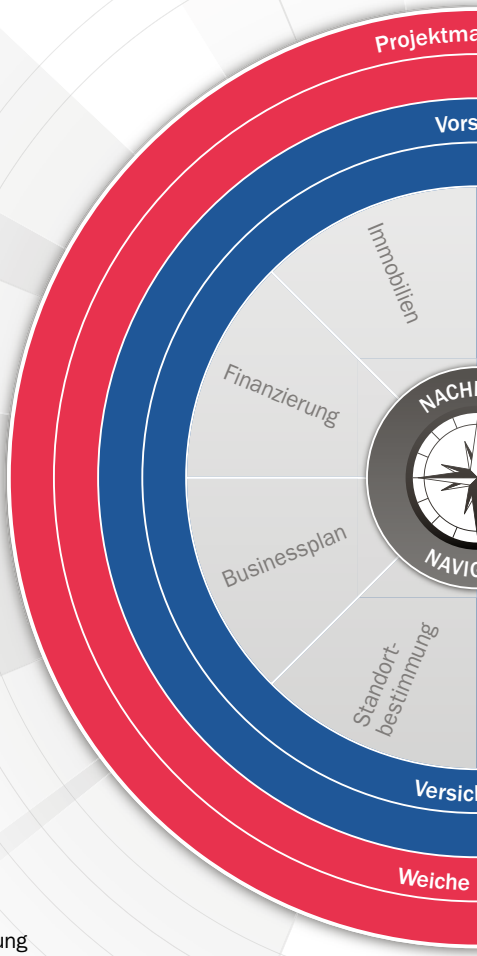 Projektma
Vors
Immobilien
Finanzierung
NACH
Businessplan
NAVIG
Standort-
bestimmung
Versich
Weiche
ung